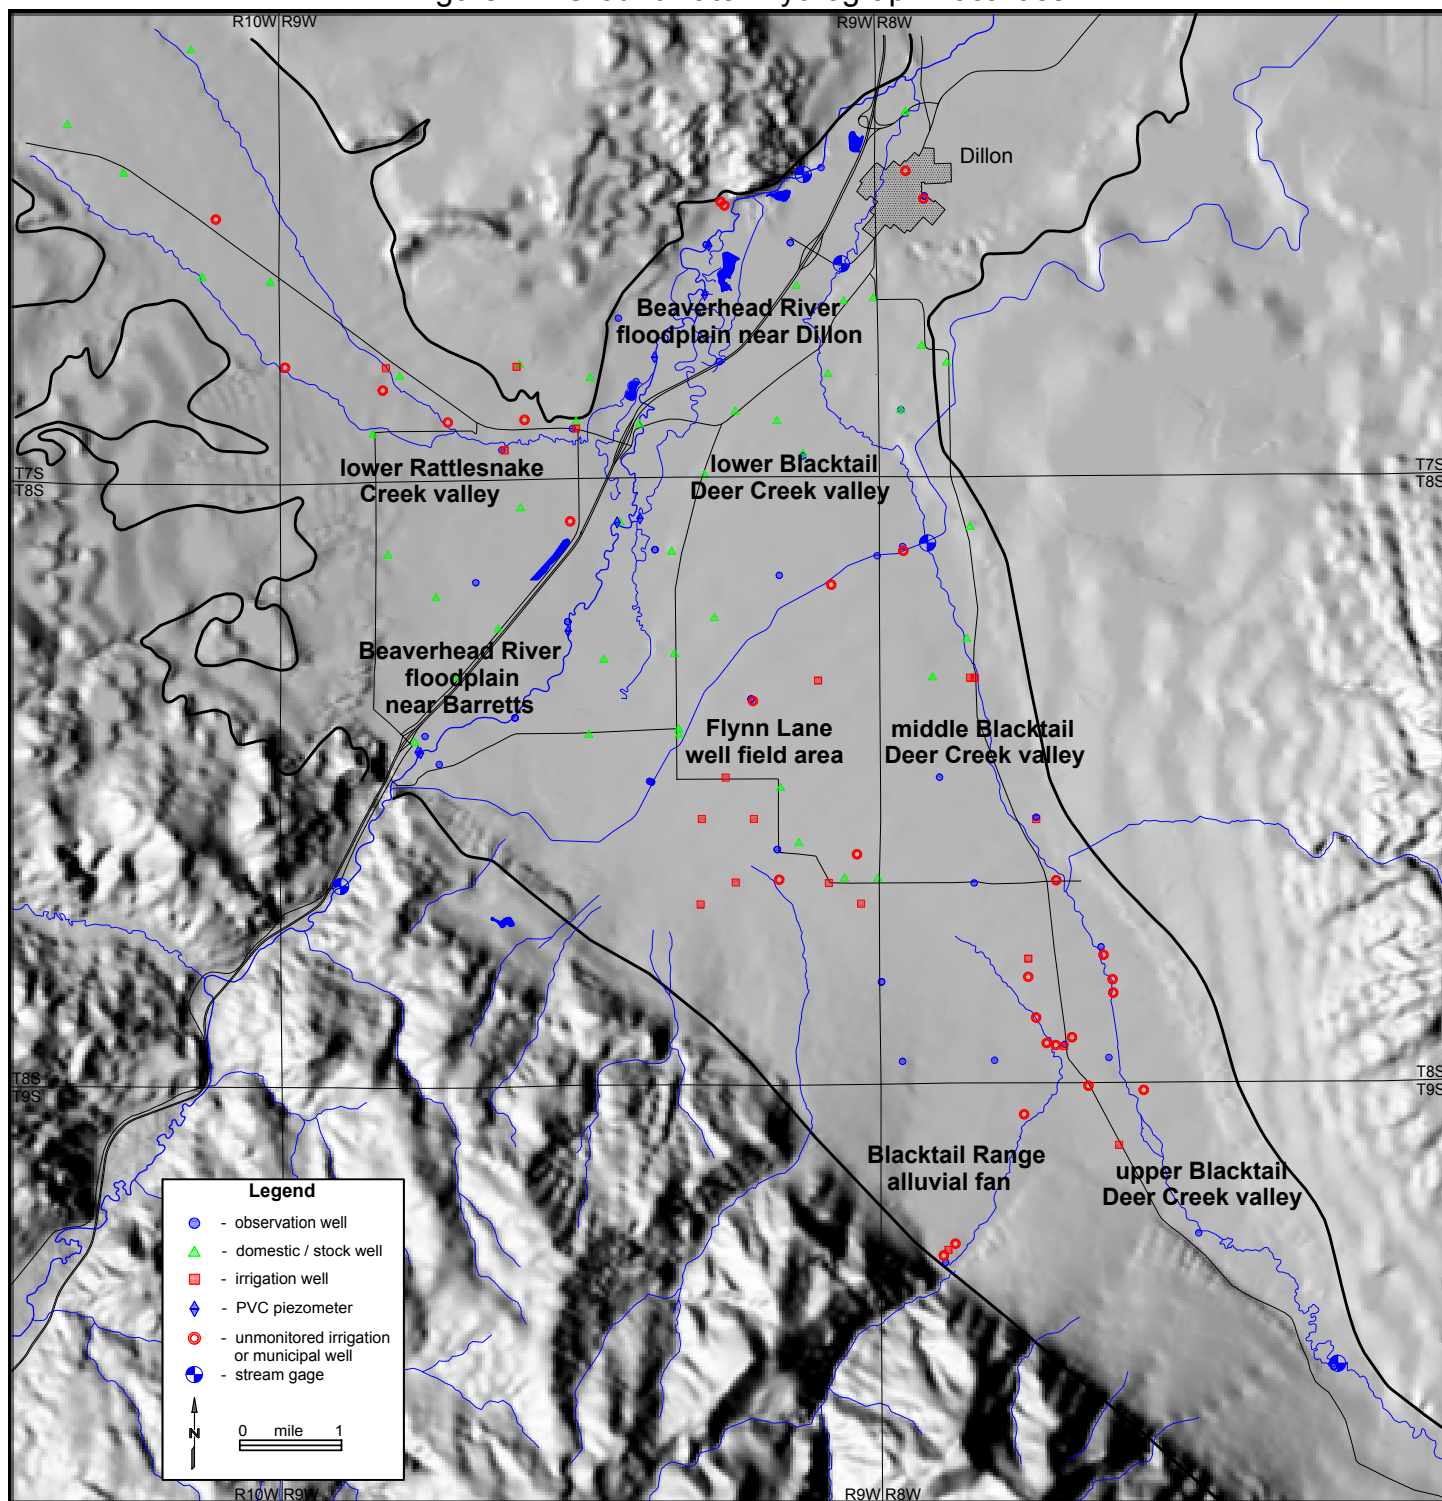 R10W R9W
R9W R8W
Dillon
Beaverhead River
floodplain near Dillon
lower Rattlesnake
Creek valley
lower Blacktail
Deer Creek valley
T7S
T8S
T7S
T8S
Beaverhead River
floodplain
near Barretts
Flynn Lane
well field area
middle Blacktail
Deer Creek valley
T8S
T9S
T8S
T9S
Blacktail Range
alluvial fan
upper Blacktail
Deer Creek valley
Legend
- observation well
- domestic / stock well
- irrigation well
- PVC piezometer
- unmonitored irrigation
or municipal well
- stream gage
N
0 mile 1
R10W R9W
R9W R8W